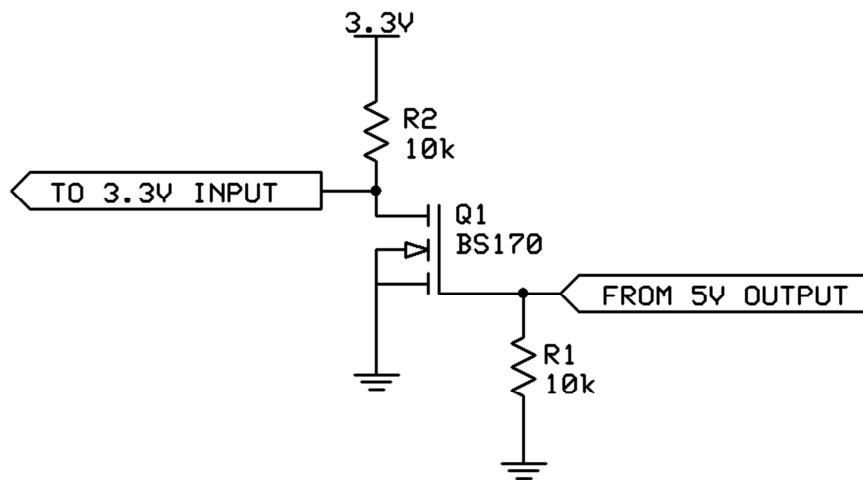 3.3V
R2
10k
TO 3.3V INPUT
Q1
BS170
FROM 5V OUTPUT
R1
10k